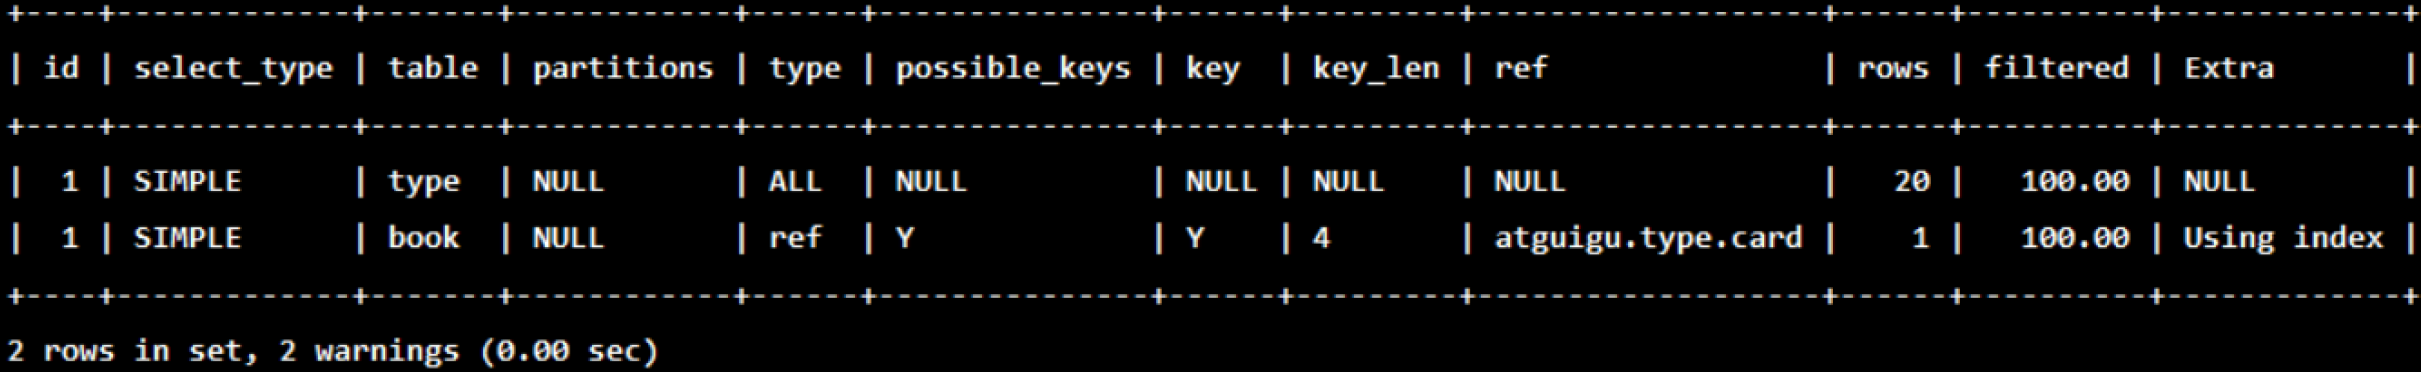 +----+-------------+-------+------------+------+---------------+------+---------+-------------------+------+----------+-------------+
| id | select_type | table | partitions | type | possible_keys | key  | key_len | ref               | rows | filtered | Extra       |
+----+-------------+-------+------------+------+---------------+------+---------+-------------------+------+----------+-------------+
|  1 | SIMPLE      | type  | NULL       | ALL  | NULL          | NULL | NULL    | NULL              |   20 |   100.00 | NULL        |
|  1 | SIMPLE      | book  | NULL       | ref  | Y             | Y    | 4       | atguigu.type.card |    1 |   100.00 | Using index |
+----+-------------+-------+------------+------+---------------+------+---------+-------------------+------+----------+-------------+
2 rows in set, 2 warnings (0.00 sec)